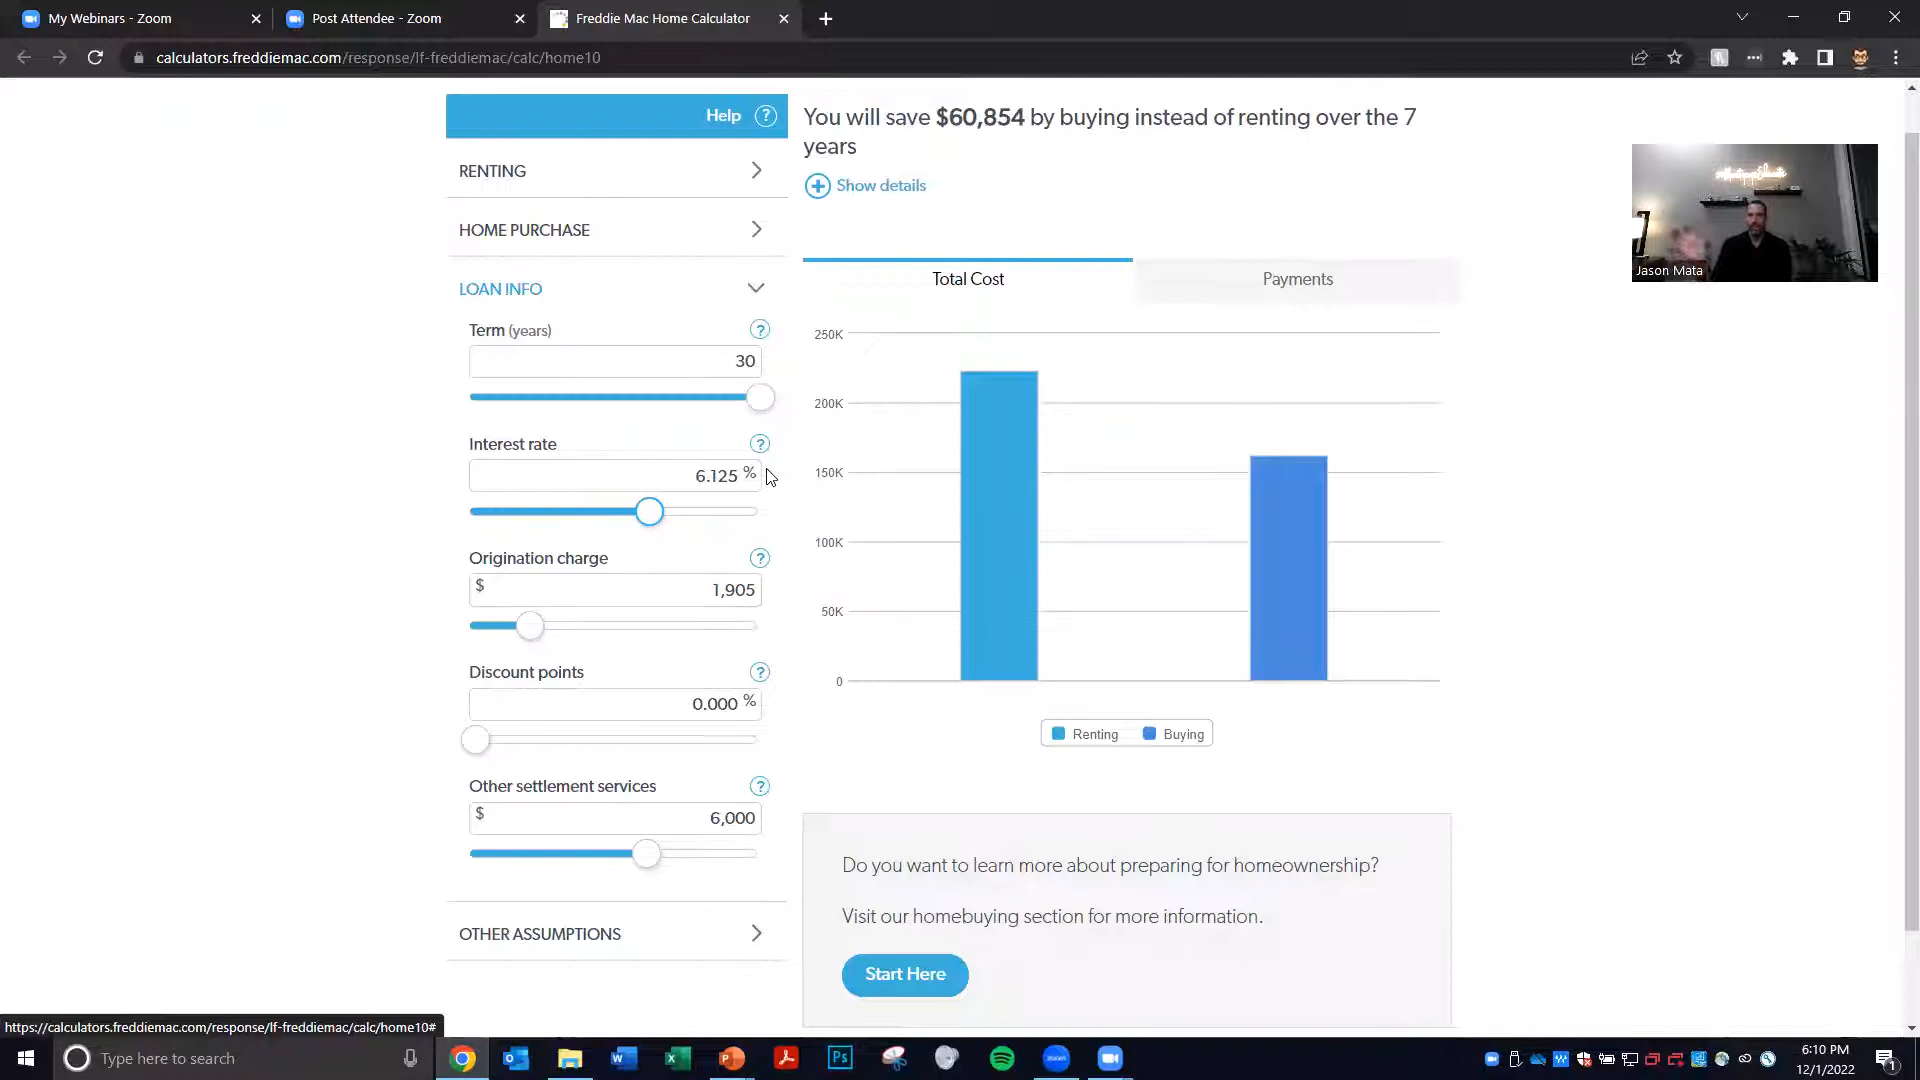 My Webinars - Zoom
Post Attendee - Zoom
Freddie Mac Home Calculator
calculators.freddiemac.com/response/lf-freddiemac/calc/home10
Help ?
RENTING
HOME PURCHASE
LOAN INFO
Term (years) ?
30
Interest rate ?
6.125 %
Origination charge ?
$ 1,905
Discount points ?
0.000 %
Other settlement services ?
$ 6,000
OTHER ASSUMPTIONS
You will save $60,854 by buying instead of renting over the 7
years
Show details
Total Cost
Payments
250K
200K
150K
100K
50K
0
Renting
Buying
Do you want to learn more about preparing for homeownership?
Visit our homebuying section for more information.
Start Here
Jason Mata
https://calculators.freddiemac.com/response/lf-freddiemac/calc/home10#
Type here to search
6:10 PM
12/1/2022